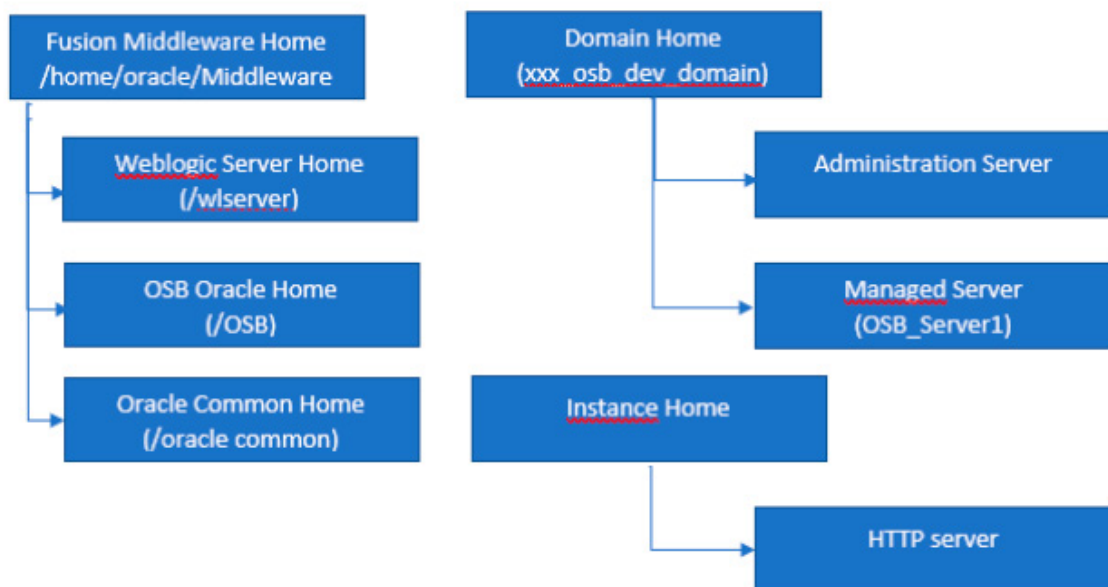 Fusion Middleware Home
/home/oracle/Middleware
Weblogic Server Home
(/wlserver)
OSB Oracle Home
(/OSB)
Oracle Common Home
(/oracle common)
Domain Home
(xxx_osb_dev_domain)
Administration Server
Managed Server
(OSB_Server1)
Instance Home
HTTP server